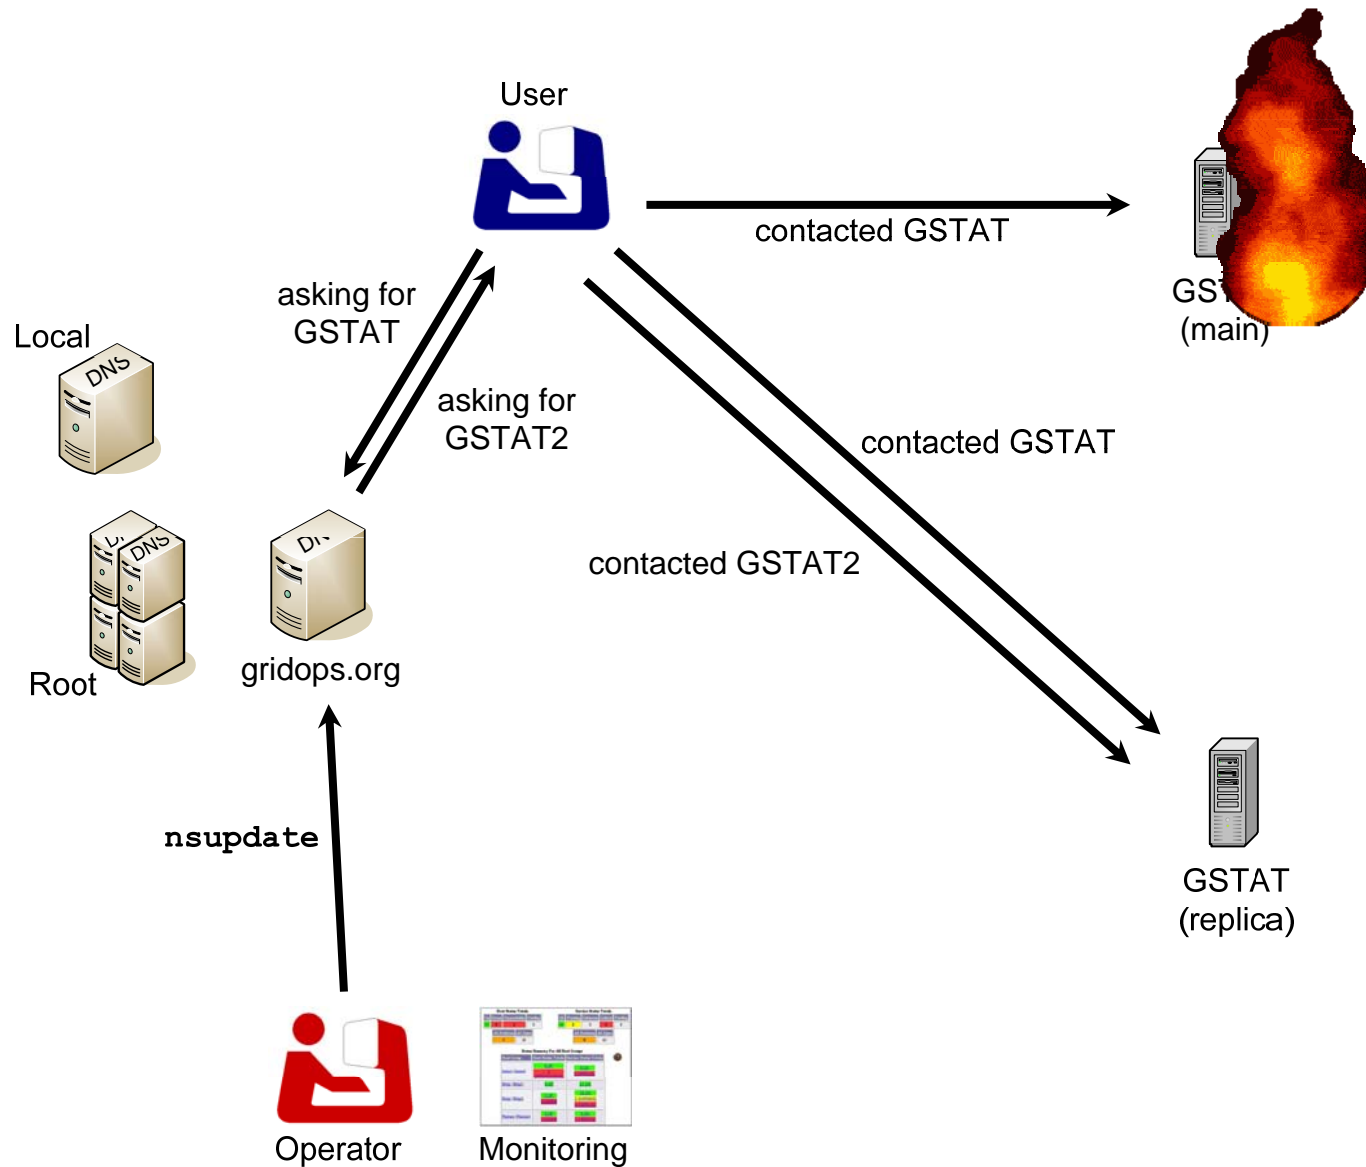 User
contacted GSTAT
asking for
GSTAT
(main)
Local
DNS
asking for
GSTAT2
contacted GSTAT
contacted GSTAT2
DNS
Root
gridops.org
nsupdate
GSTAT
(replica)
Operator
Monitoring